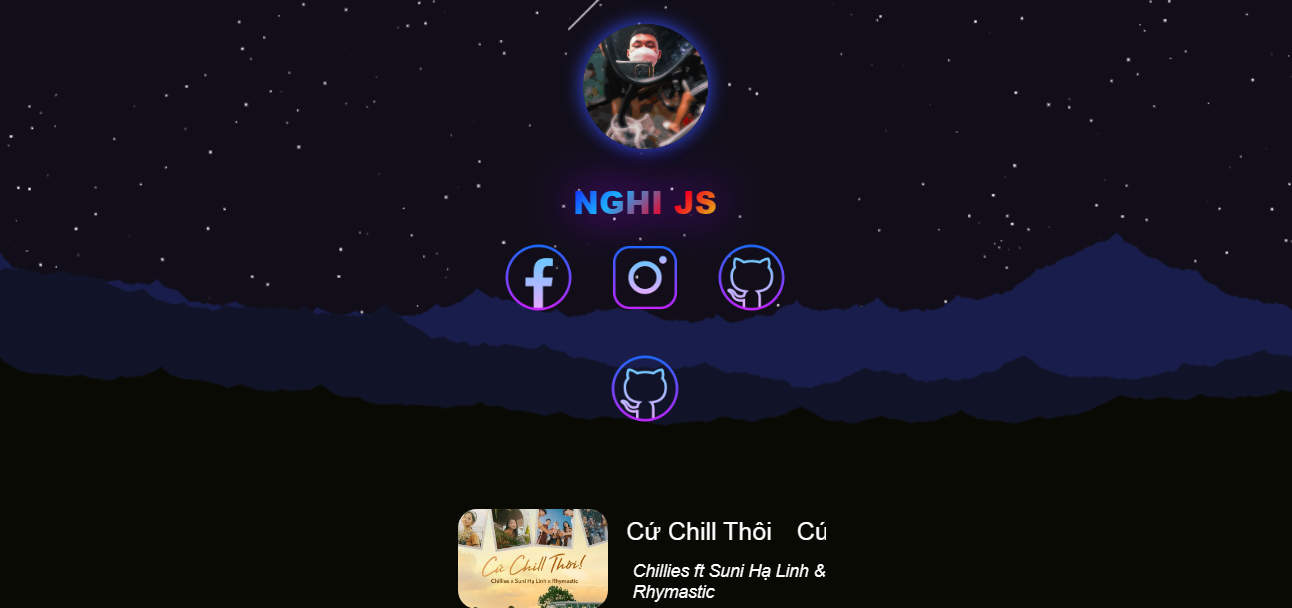 NGHI JS
Cứ Chill Thôi Cú
Cứ Chill Thôi!
Chillies x Suni Hạ Linh x Rhymastic
Chillies ft Suni Hạ Linh &
Rhymastic